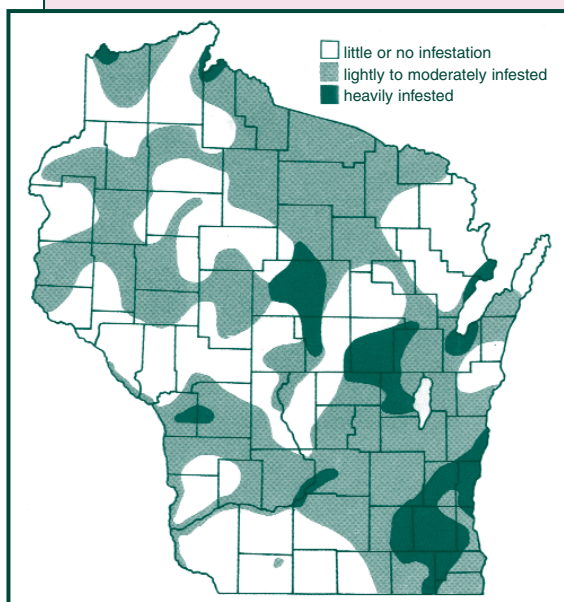 little or no infestation
lightly to moderately infested
heavily infested